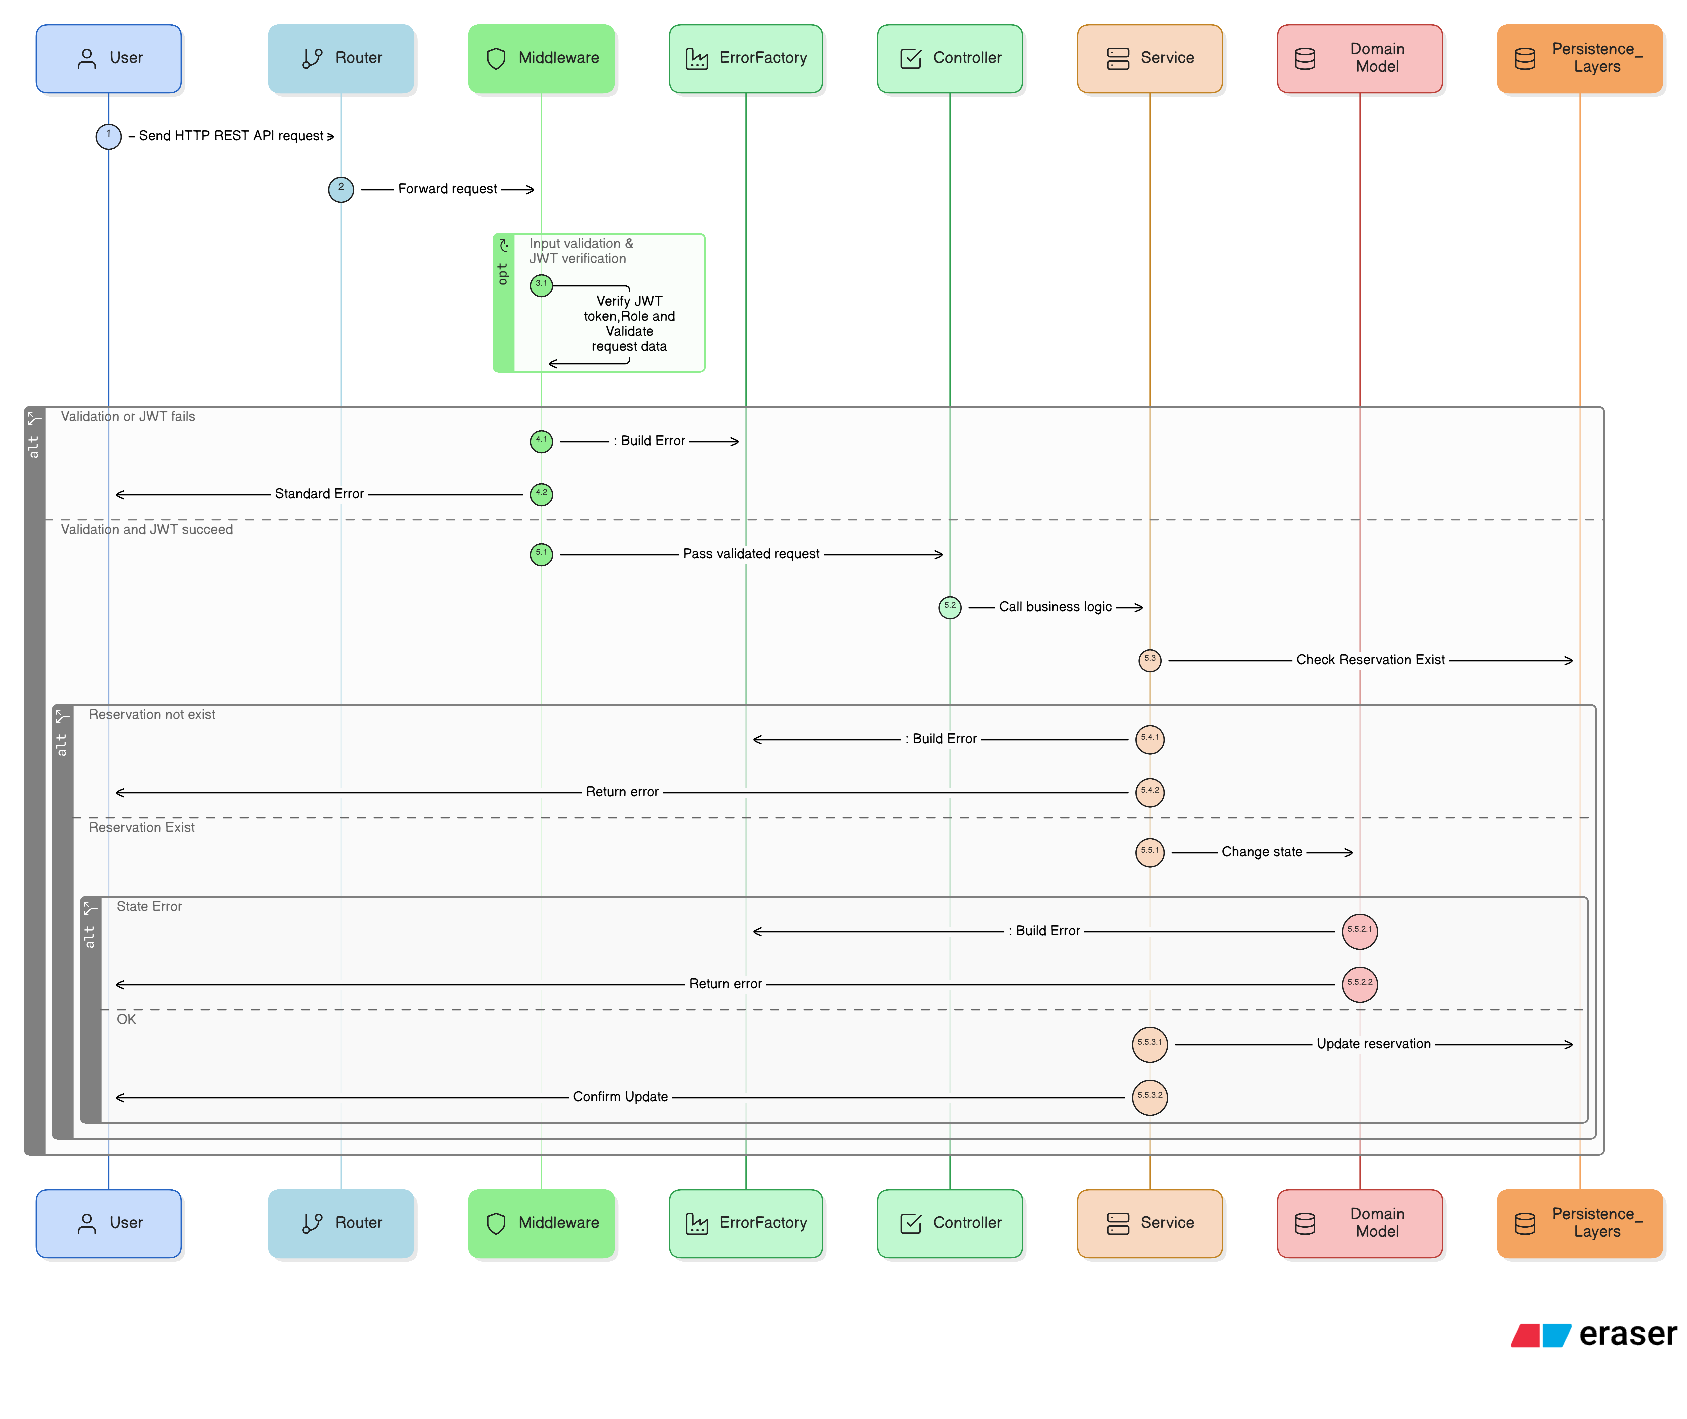 User
Router
Middleware
ErrorFactory
Controller
Service
Domain
Model
Persistence_
Layers
1
Send HTTP REST API request
2
Forward request
opt
Input validation &
JWT verification
3.1
Verify JWT
token,Role and
Validate
request data
alt
Validation or JWT fails
4.1
: Build Error
Standard Error
4.2
Validation and JWT succeed
5.1
Pass validated request
5.2
Call business logic
5.3
Check Reservation Exist
alt
Reservation not exist
: Build Error
5.4.1
Return error
5.4.2
Reservation Exist
5.5.1
Change state
alt
State Error
: Build Error
5.5.2.1
Return error
5.5.2.2
OK
5.5.3.1
Update reservation
Confirm Update
5.5.3.2
User
Router
Middleware
ErrorFactory
Controller
Service
Domain
Model
Persistence_
Layers
eraser